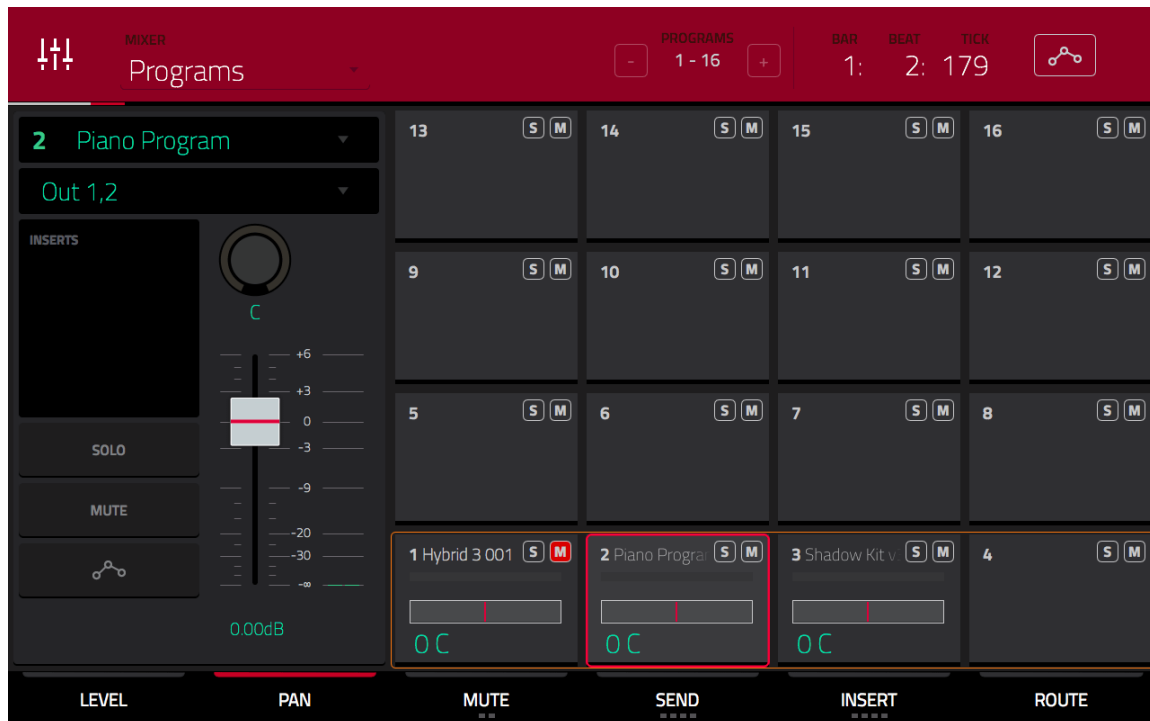 MIXER
Programs
PROGRAMS
- 1 - 16 +
BAR BEAT TICK
1: 2: 179
2 Piano Program
Out 1,2
INSERTS
C
+6
+3
0
-3
-9
-20
-30
-∞
0.00dB
SOLO
MUTE
13 S M
14 S M
15 S M
16 S M
9 S M
10 S M
11 S M
12 S M
5 S M
6 S M
7 S M
8 S M
1 Hybrid 3 001 S M
0 C
2 Piano Progra S M
0 C
3 Shadow Kit v S M
0 C
4 S M
LEVEL PAN MUTE SEND INSERT ROUTE